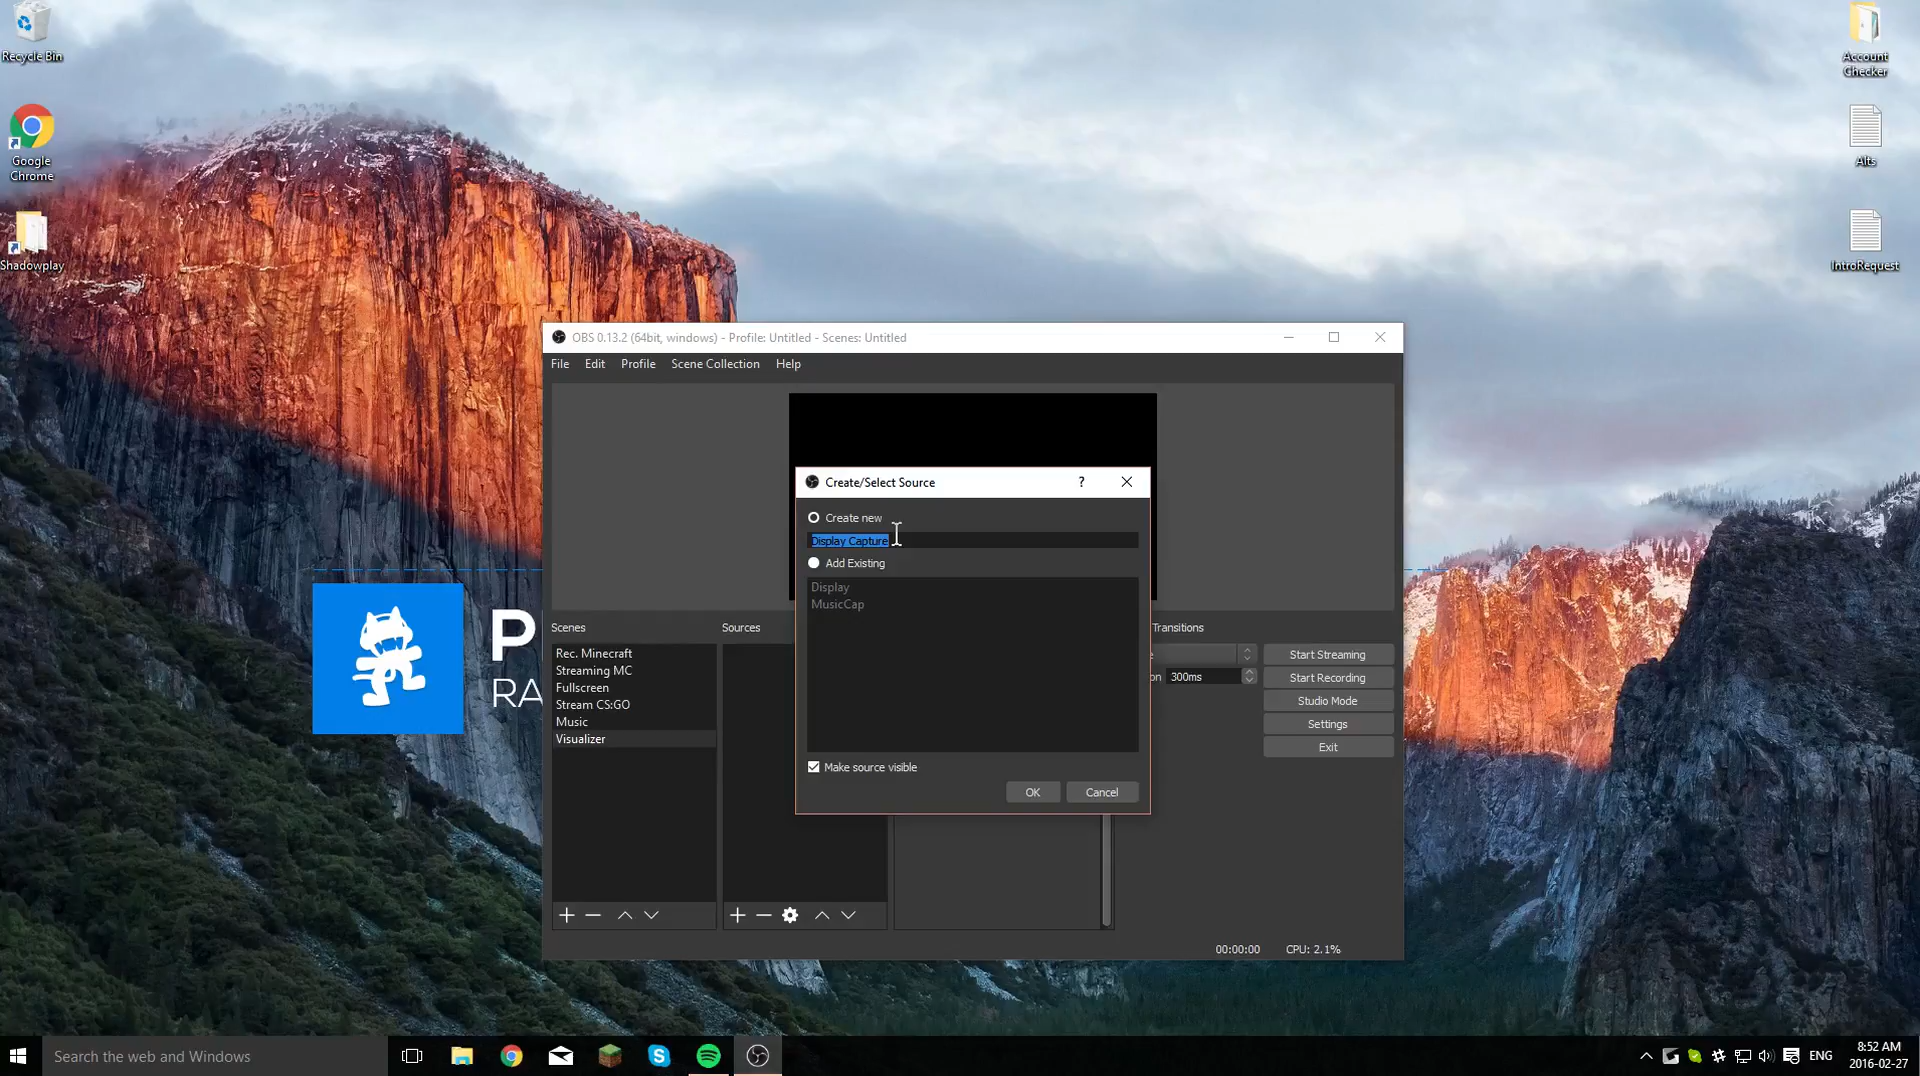 Recycle Bin
Google
Chrome
Shadowplay
Account
Checker
Alts
IntroRequest
P
RA
OBS 0.13.2 (64bit, windows) - Profile: Untitled - Scenes: Untitled
File Edit Profile Scene Collection Help
Create/Select Source
?
Create new
Display Capture
Add Existing
Display
MusicCap
Make source visible
OK
Cancel
Scenes
Rec. Minecraft
Streaming MC
Fullscreen
Stream CS:GO
Music
Visualizer
Sources
Transitions
e
on 300ms
Start Streaming
Start Recording
Studio Mode
Settings
Exit
00:00:00
CPU: 2.1%
Search the web and Windows
ENG
8:52 AM
2016-02-27